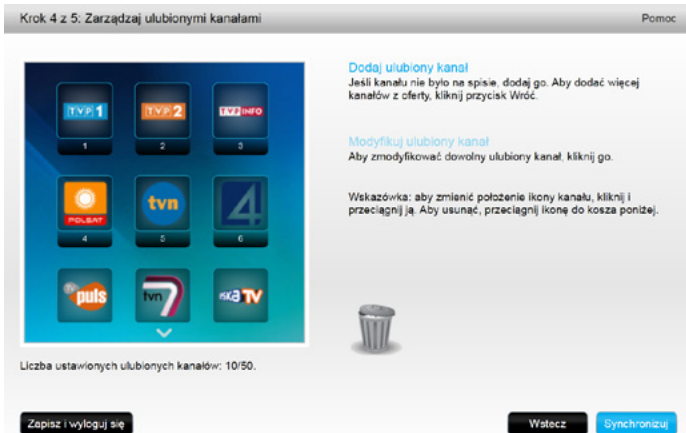 Krok 4 z 5: Zarządzaj ulubionymi kanałami
Pomoc
TVP 1
TVP 2
TVP INFO
1
2
3
POLSAT
tvn
4
4
5
6
tv puls
tvn 7
TV
Dodaj ulubiony kanał
Jeśli kanału nie było na spisie, dodaj go. Aby dodać więcej
kanałów z oferty, kliknij przycisk Wróć.
Modyfikuj ulubiony kanał
Aby zmodyfikować dowolny ulubiony kanał, kliknij go.
Wskazówka: aby zmienić położenie ikony kanału, kliknij i
przeciągnij ją. Aby usunąć, przeciągnij ikonę do kosza poniżej.
Liczba ustawionych ulubionych kanałów: 10/50.
Zapisz i wyloguj się
Wstecz
Synchronizuj